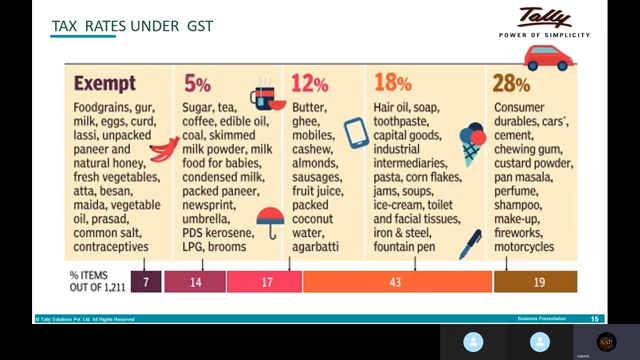 TAX RATES UNDER GST
Tally
POWER OF SIMPLICITY
Exempt
Foodgrains, gur,
milk, eggs, curd,
lassi, unpacked
paneer and
natural honey,
fresh vegetables,
atta, besan,
maida, vegetable
oil, prasad,
common salt,
contraceptives
5%
Sugar, tea,
coffee, edible oil,
coal, skimmed
milk powder, milk
food for babies,
condensed milk,
packed paneer,
newsprint,
umbrella,
PDS kerosene,
LPG, brooms
12%
Butter,
ghee,
mobiles,
cashew,
almonds,
sausages,
fruit juice,
packed
coconut
water,
agarbatti
18%
Hair oil, soap,
toothpaste,
capital goods,
industrial
intermediaries,
pasta, corn flakes,
jams, soups,
ice-cream, toilet
and facial tissues,
iron & steel,
fountain pen
28%
Consumer
durables, cars*,
cement,
chewing gum,
custard powder,
pan masala,
perfume,
shampoo,
make-up,
fireworks,
motorcycles
% ITEMS
OUT OF 1,211
7 14 17 43 19
© Tally Solutions Pvt. Ltd. All Rights Reserved
Business Presentation 15
SAP